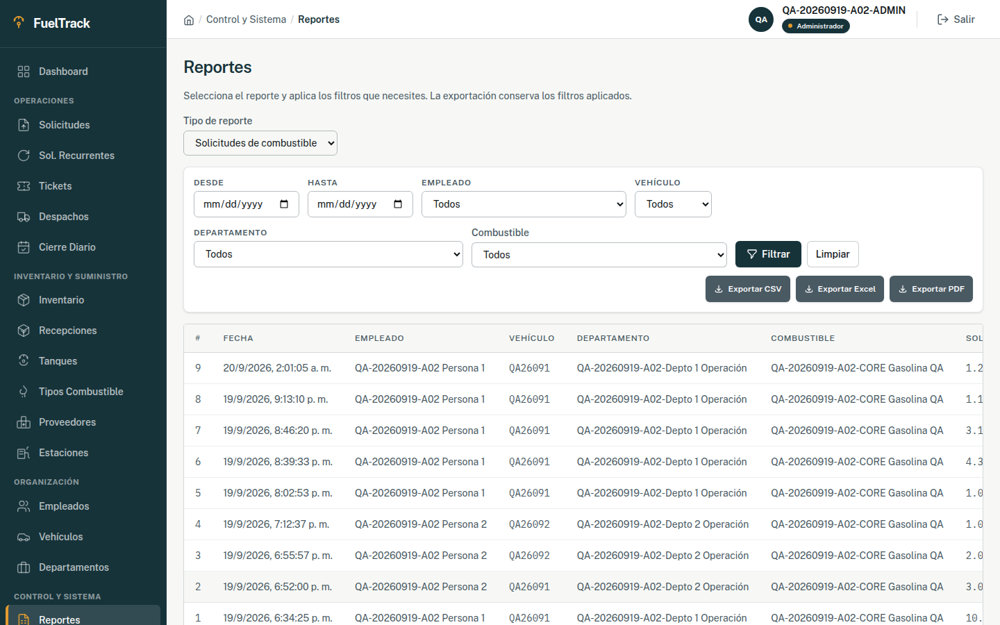 FuelTrack
Dashboard
OPERACIONES
Solicitudes
Sol. Recurrentes
Tickets
Despachos
Cierre Diario
INVENTARIO Y SUMINISTRO
Inventario
Recepciones
Tanques
Tipos Combustible
Proveedores
Estaciones
ORGANIZACIÓN
Empleados
Vehículos
Departamentos
CONTROL Y SISTEMA
Reportes
/ Control y Sistema / Reportes
QA
QA-20260919-A02-ADMIN
Administrador
Salir
Reportes
Selecciona el reporte y aplica los filtros que necesites. La exportación conserva los filtros aplicados.
Tipo de reporte
Solicitudes de combustible
DESDE HASTA EMPLEADO VEHÍCULO
mm/dd/yyyy mm/dd/yyyy Todos Todos
DEPARTAMENTO Combustible
Todos Todos Filtrar Limpiar
Exportar CSV Exportar Excel Exportar PDF
# FECHA EMPLEADO VEHÍCULO DEPARTAMENTO COMBUSTIBLE SOL
9 20/9/2026, 2:01:05 a. m. QA-20260919-A02 Persona 1 QA26091 QA-20260919-A02-Depto 1 Operación QA-20260919-A02-CORE Gasolina QA 1.2
8 19/9/2026, 9:13:10 p. m. QA-20260919-A02 Persona 1 QA26091 QA-20260919-A02-Depto 1 Operación QA-20260919-A02-CORE Gasolina QA 1.1
7 19/9/2026, 8:46:20 p. m. QA-20260919-A02 Persona 1 QA26091 QA-20260919-A02-Depto 1 Operación QA-20260919-A02-CORE Gasolina QA 3.1
6 19/9/2026, 8:39:33 p. m. QA-20260919-A02 Persona 1 QA26091 QA-20260919-A02-Depto 1 Operación QA-20260919-A02-CORE Gasolina QA 4.3
5 19/9/2026, 8:02:53 p. m. QA-20260919-A02 Persona 1 QA26091 QA-20260919-A02-Depto 1 Operación QA-20260919-A02-CORE Gasolina QA 1.0
4 19/9/2026, 7:12:37 p. m. QA-20260919-A02 Persona 2 QA26092 QA-20260919-A02-Depto 2 Operación QA-20260919-A02-CORE Gasolina QA 1.0
3 19/9/2026, 6:55:57 p. m. QA-20260919-A02 Persona 2 QA26092 QA-20260919-A02-Depto 2 Operación QA-20260919-A02-CORE Gasolina QA 2.0
2 19/9/2026, 6:52:00 p. m. QA-20260919-A02 Persona 2 QA26091 QA-20260919-A02-Depto 2 Operación QA-20260919-A02-CORE Gasolina QA 3.0
1 19/9/2026, 6:34:25 p. m. QA-20260919-A02 Persona 1 QA26091 QA-20260919-A02-Depto 1 Operación QA-20260919-A02-CORE Gasolina QA 10.